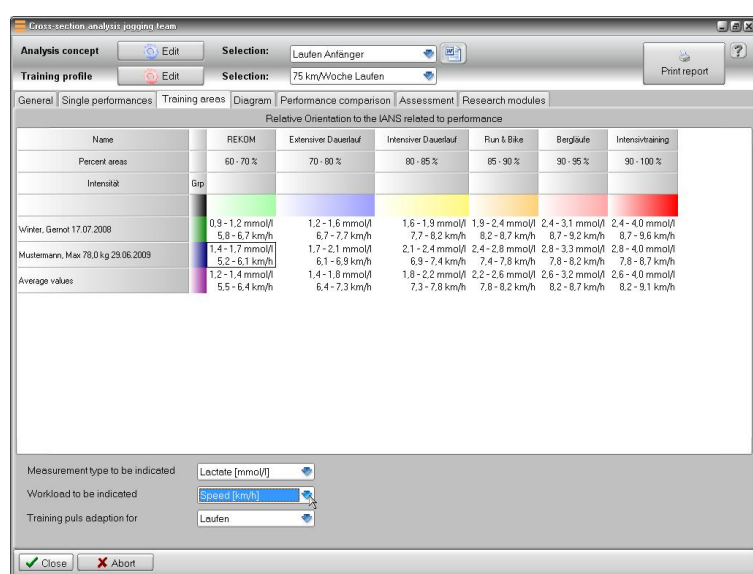 Cross-section analysis jogging team
Analysis concept Edit Selection: Laufen Anfänger
Training profile Edit Selection: 75 km/Woche Laufen
Print report
?
General Single performances Training areas Diagram Performance comparison Assessment Research modules
Relative Orientation to the IANS related to performance
Name REKOM Extensiver Dauerlauf Intensiver Dauerlauf Run & Bike Bergläufe Intensivtraining
Percent areas 60 - 70 % 70 - 80 % 80 - 85 % 85 - 90 % 90 - 95 % 90 - 100 %
Intensität Grp
Winter, Gernot 17.07.2008
0,9 - 1,2 mmol/l 1,2 - 1,6 mmol/l 1,6 - 1,9 mmol/l 1,9 - 2,4 mmol/l 2,4 - 3,1 mmol/l 2,4 - 4,0 mmol/l
5,8 - 6,7 km/h 6,7 - 7,7 km/h 7,7 - 8,2 km/h 8,2 - 8,7 km/h 8,7 - 9,2 km/h 8,7 - 9,6 km/h
Mustermann, Max 78,0 kg 29.06.2009
1,4 - 1,7 mmol/l 1,7 - 2,1 mmol/l 2,1 - 2,4 mmol/l 2,4 - 2,8 mmol/l 2,8 - 3,3 mmol/l 2,8 - 4,0 mmol/l
5,2 - 6,1 km/h 6,1 - 6,9 km/h 6,9 - 7,4 km/h 7,4 - 7,8 km/h 7,8 - 8,2 km/h 7,8 - 8,7 km/h
Average values
1,2 - 1,4 mmol/l 1,4 - 1,8 mmol/l 1,8 - 2,2 mmol/l 2,2 - 2,6 mmol/l 2,6 - 3,2 mmol/l 2,6 - 4,0 mmol/l
5,5 - 6,4 km/h 6,4 - 7,3 km/h 7,3 - 7,8 km/h 7,8 - 8,2 km/h 8,2 - 8,7 km/h 8,2 - 9,1 km/h
Measurement type to be indicated Lactate [mmol/l]
Workload to be indicated Speed [km/h]
Training puls adaption for Laufen
Close Abort